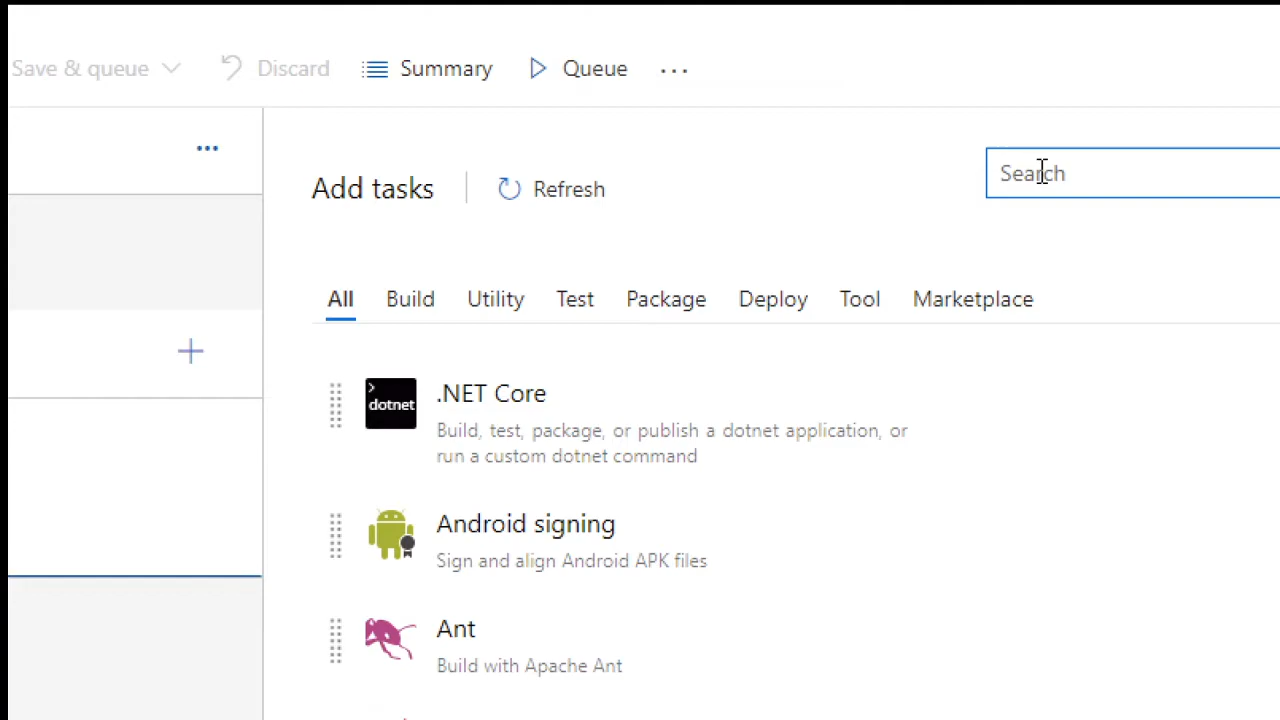 Save & queue
Discard
Summary
Queue
Add tasks
Refresh
Search
All
Build
Utility
Test
Package
Deploy
Tool
Marketplace
>
dotnet
.NET Core
Build, test, package, or publish a dotnet application, or
run a custom dotnet command
Android signing
Sign and align Android APK files
Ant
Build with Apache Ant